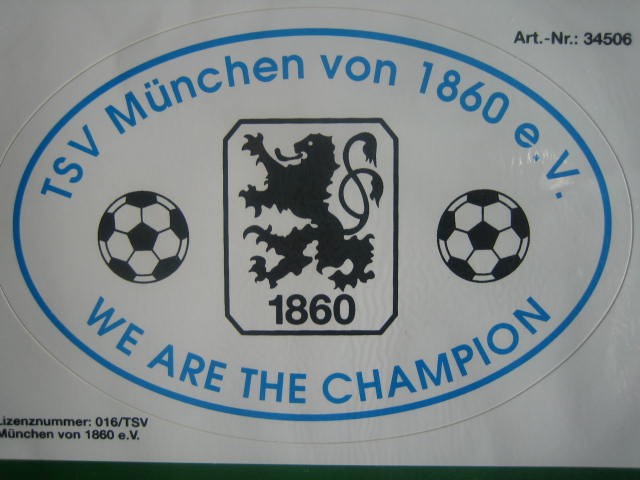 Art.-Nr.: 34506
TSV München von 1860 e.V.
1860
WE ARE THE CHAMPION
Lizenznummer: 016/TSV
München von 1860 e.V.